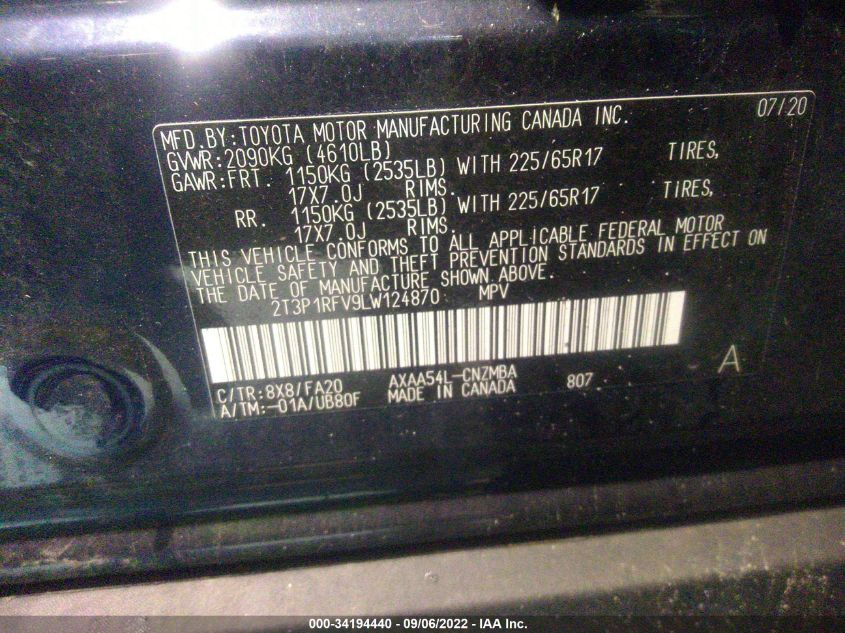 MFD.BY:TOYOTA MOTOR MANUFACTURING CANADA INC. 07/20
GVWR:2090KG (4610LB)
GAWR:FRT. 1150KG (2535LB) WITH 225/65R17 TIRES,
17X7.0J RIMS.
RR. 1150KG (2535LB) WITH 225/65R17 TIRES,
17X7.0J RIMS.
THIS VEHICLE CONFORMS TO ALL APPLICABLE FEDERAL MOTOR
VEHICLE SAFETY AND THEFT PREVENTION STANDARDS IN EFFECT ON
THE DATE OF MANUFACTURE SHOWN ABOVE.
2T3P1RFV9LW124870 MPV
A
C/TR:8X8/FA20 AXAA54L-CNZMBA 807
A/TM:-01A/UB80F MADE IN CANADA
000-34194440 - 09/06/2022 - IAA Inc.